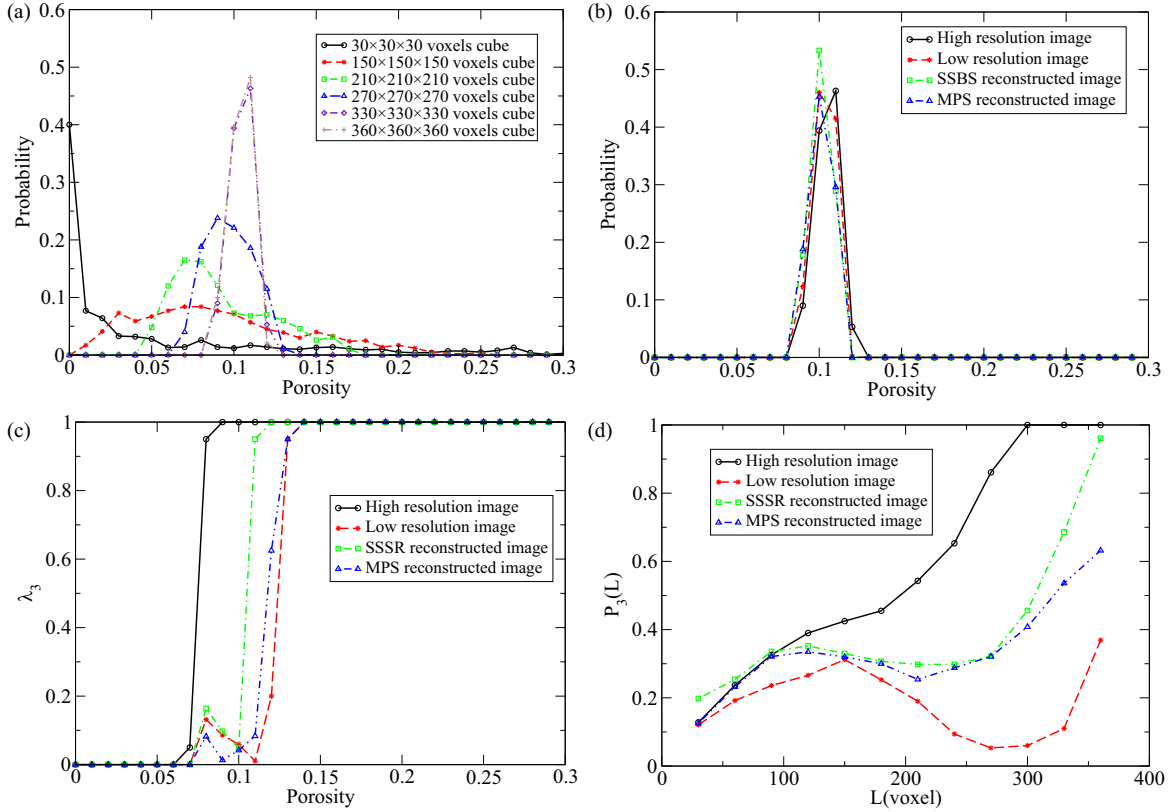 (a)
0.6
0.5
0.4
0.3
0.2
0.1
0
Probability
30×30×30 voxels cube
150×150×150 voxels cube
210×210×210 voxels cube
270×270×270 voxels cube
330×330×330 voxels cube
360×360×360 voxels cube
0 0.05 0.1 0.15 0.2 0.25 0.3
Porosity
(b)
0.6
0.5
0.4
0.3
0.2
0.1
0
Probability
High resolution image
Low resolution image
SSBS reconstructed image
MPS reconstructed image
0.05 0.1 0.15 0.2 0.25 0.3
Porosity
(c)
1
0.8
0.6
0.4
0.2
0
λ3
High resolution image
Low resolution image
SSSR reconstructed image
MPS reconstructed image
0 0.05 0.1 0.15 0.2 0.25 0.3
Porosity
(d)
1
0.8
0.6
0.4
0.2
0
P3(L)
High resolution image
Low resolution image
SSSR reconstructed image
MPS reconstructed image
0 100 200 300 400
L(voxel)